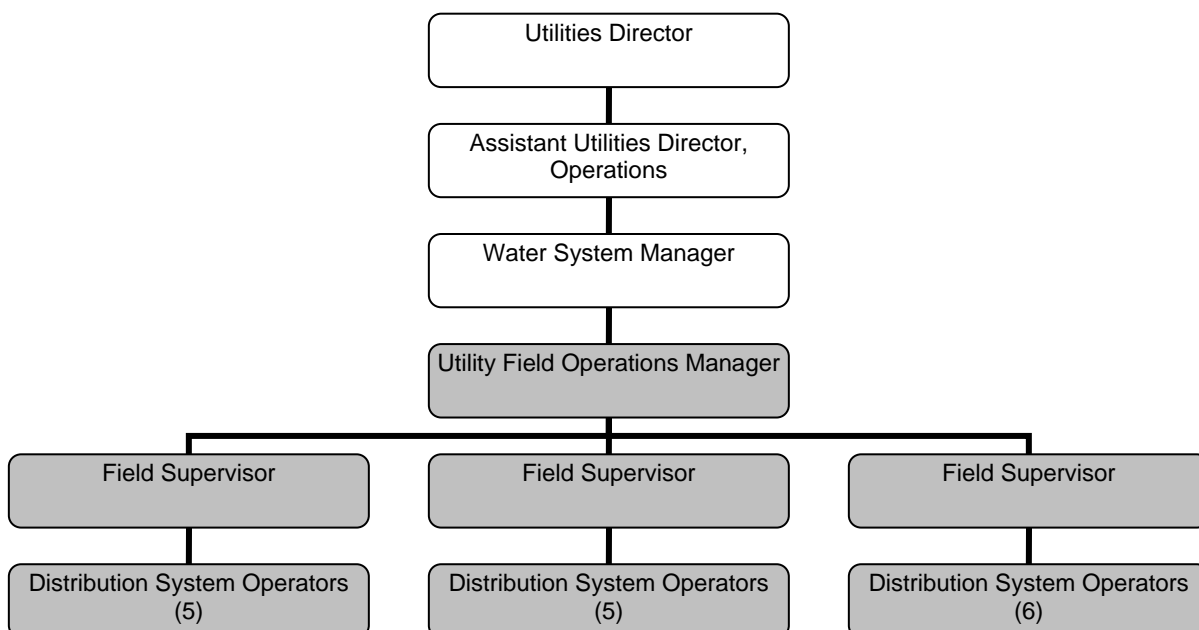 Utilities Director
Assistant Utilities Director,
Operations
Water System Manager
Utility Field Operations Manager
Field Supervisor
Field Supervisor
Field Supervisor
Distribution System Operators
(5)
Distribution System Operators
(5)
Distribution System Operators
(6)